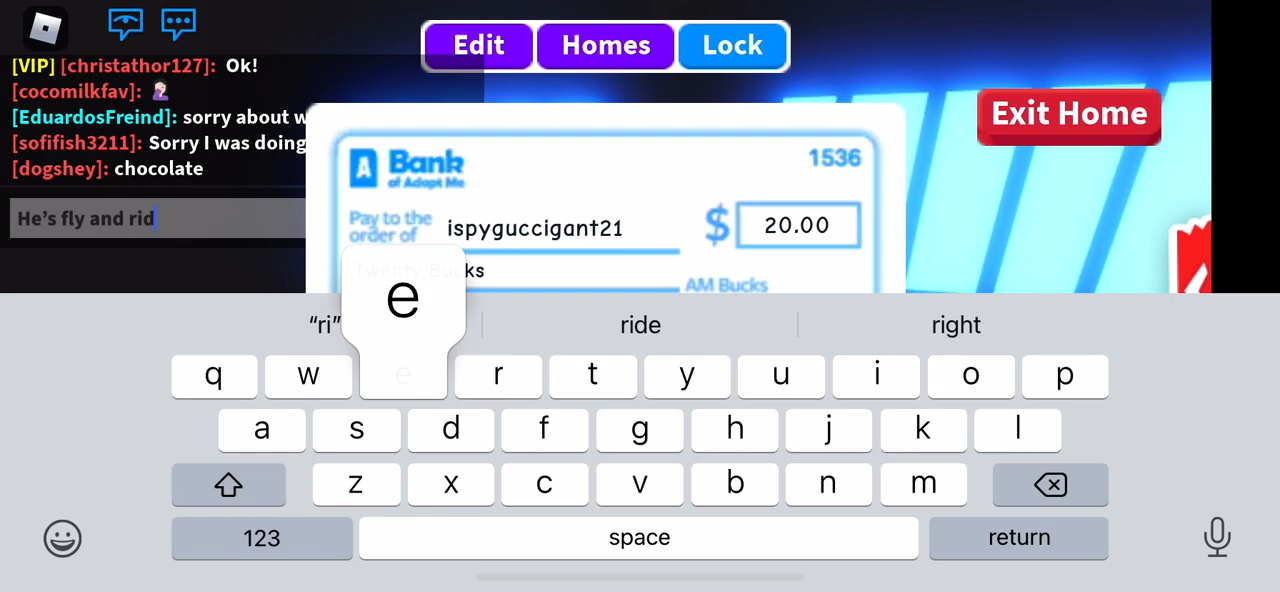 Edit Homes Lock
[VIP] [christathor127]: Ok!
[cocomilkfav]: 🤦🏻‍♀️
[EduardosFreind]: sorry about w
[sofifish3211]: Sorry I was doing
[dogshey]: chocolate
He's fly and rid
Exit Home
A Bank
of Adopt Me
1536
Pay to the
order of
ispyguccigant21
$ 20.00
Twenty Bucks
AM Bucks
"ri" ride right
e
q w e r t y u i o p
a s d f g h j k l
z x c v b n m
123 space return